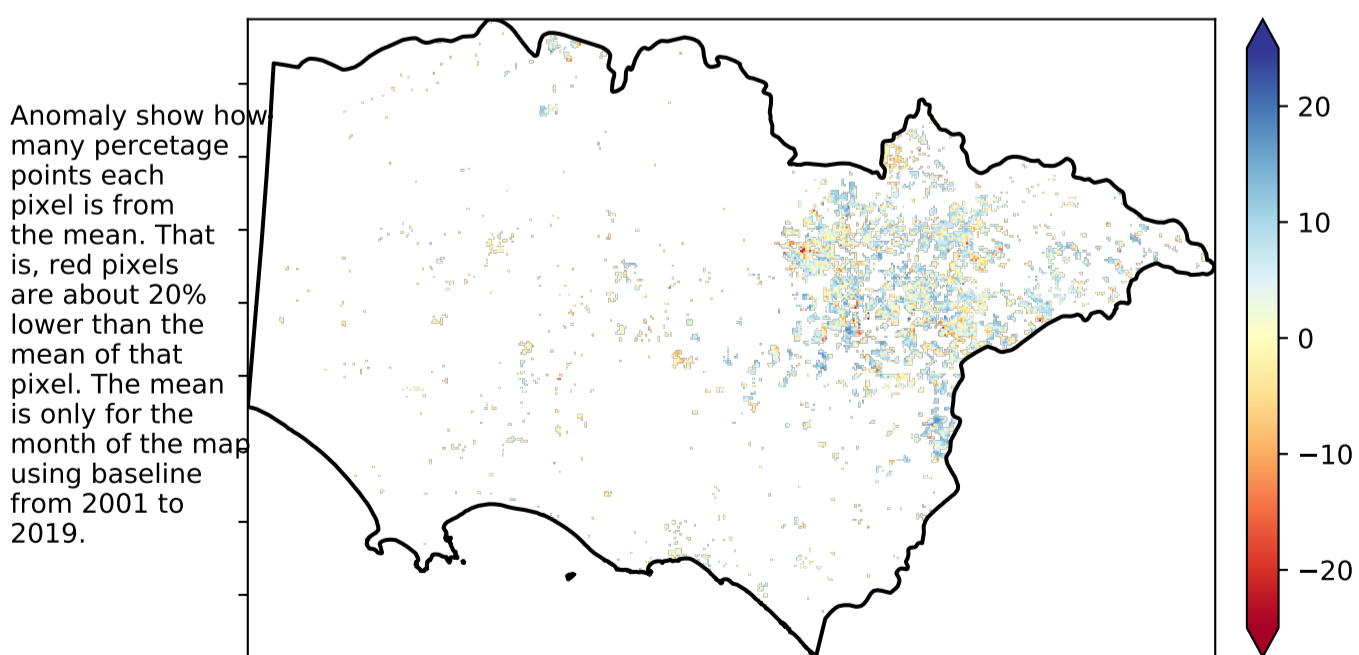 Anomaly show how
many percetage
points each
pixel is from
the mean. That
is, red pixels
are about 20%
lower than the
mean of that
pixel. The mean
is only for the
month of the map
using baseline
from 2001 to
2019.
20
10
0
−10
−20